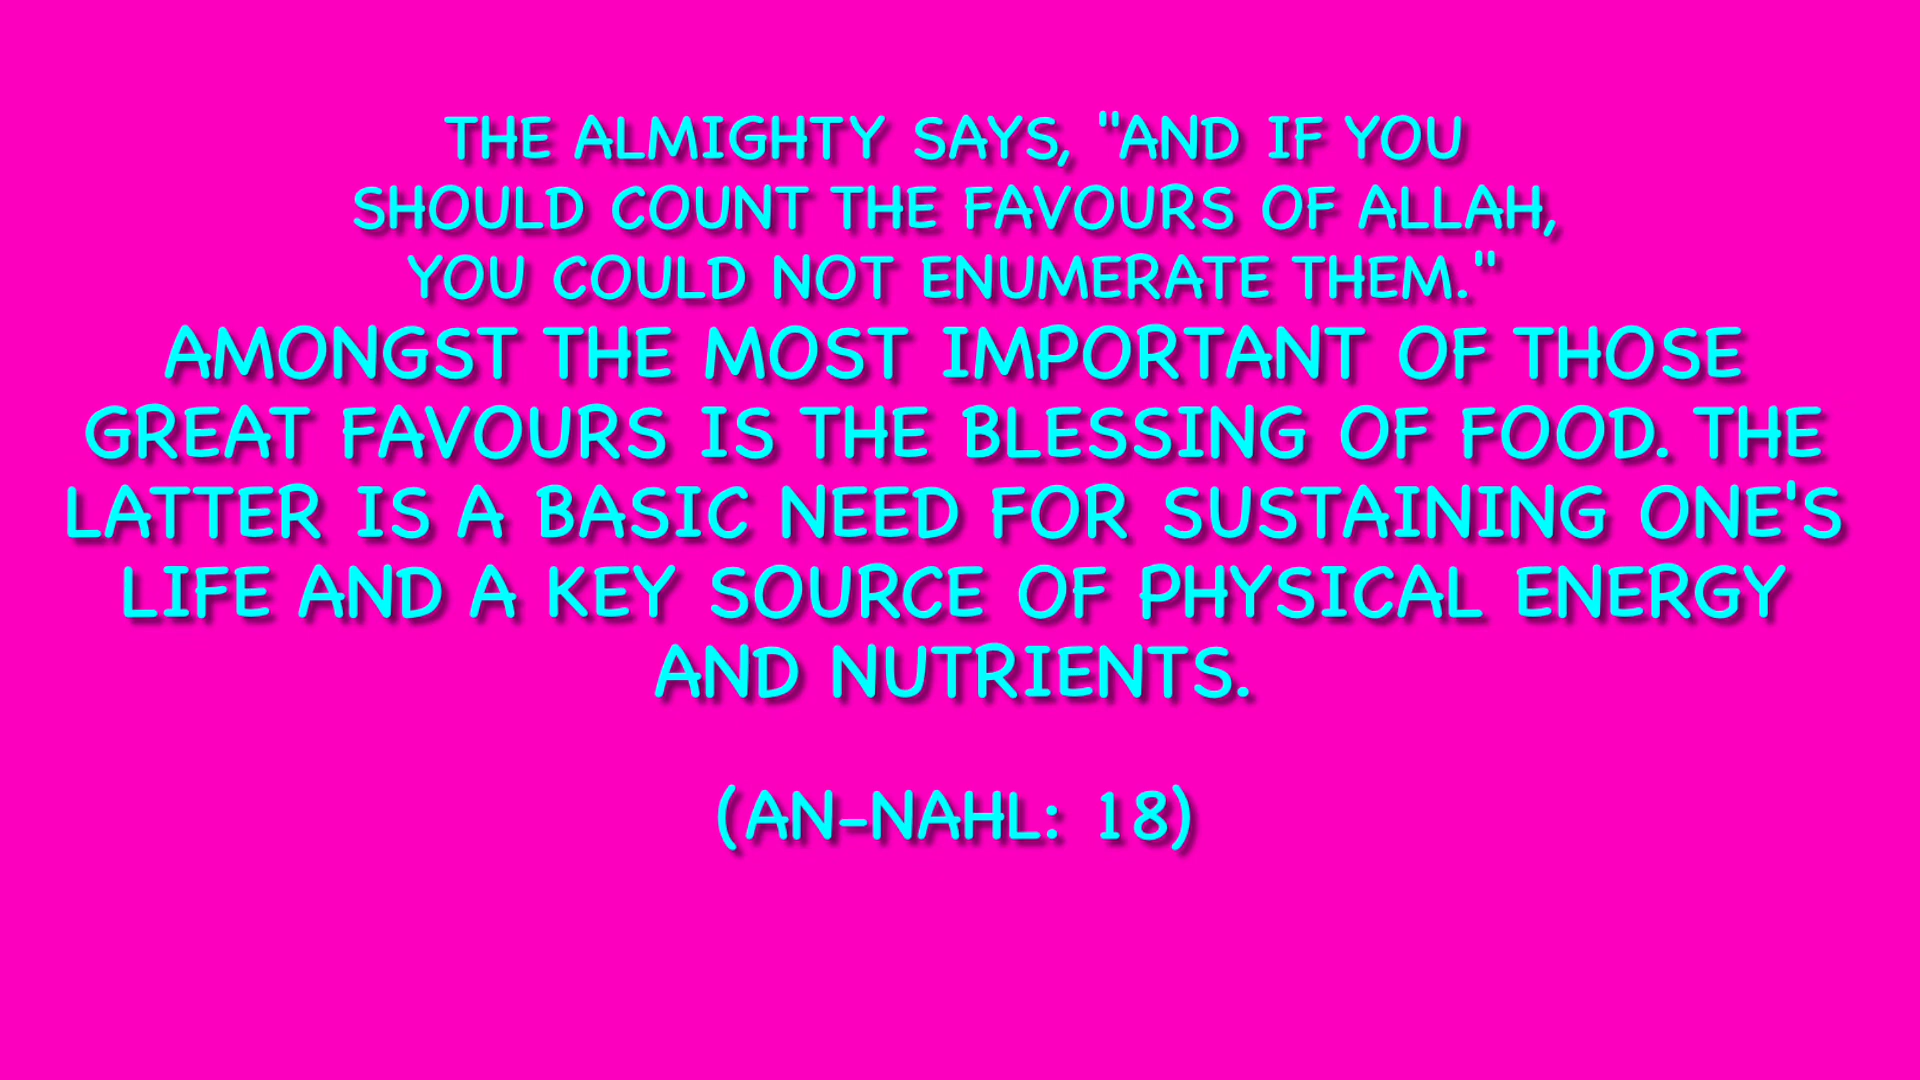 THE ALMIGHTY SAYS, "AND IF YOU
SHOULD COUNT THE FAVOURS OF ALLAH,
YOU COULD NOT ENUMERATE THEM."
AMONGST THE MOST IMPORTANT OF THOSE
GREAT FAVOURS IS THE BLESSING OF FOOD. THE
LATTER IS A BASIC NEED FOR SUSTAINING ONE'S
LIFE AND A KEY SOURCE OF PHYSICAL ENERGY
AND NUTRIENTS.
(AN-NAHL: 18)